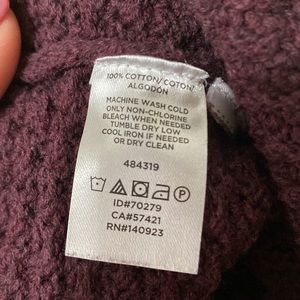 100% COTTON/COTON/
ALGODÓN
MACHINE WASH COLD
ONLY NON-CHLORINE
BLEACH WHEN NEEDED
TUMBLE DRY LOW
COOL IRON IF NEEDED
OR DRY CLEAN
484319
P
ID#70279
CA#57421
RN#140923